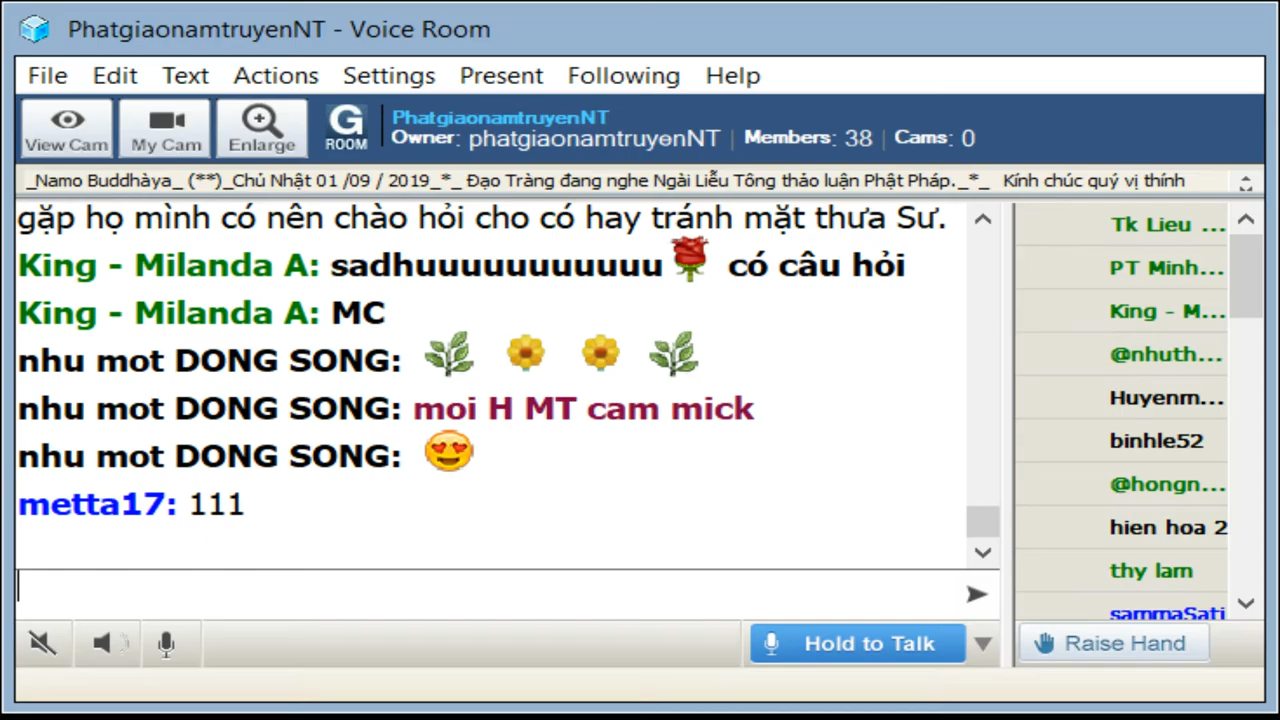 PhatgiaonamtruyenNT - Voice Room
File Edit Text Actions Settings Present Following Help
View Cam My Cam Enlarge G ROOM
PhatgiaonamtruyenNT
Owner: phatgiaonamtruyenNT | Members: 38 | Cams: 0
_Namo Buddhàya_ (**)_Chủ Nhật 01 /09 / 2019_*_ Đạo Tràng đang nghe Ngài Liễu Tông thảo luận Phật Pháp._*_ Kính chúc quý vị thính
gặp họ mình có nên chào hỏi cho có hay tránh mặt thưa Sư.
King - Milanda A: sadhuuuuuuuuuuu có câu hỏi
King - Milanda A: MC
nhu mot DONG SONG:
nhu mot DONG SONG: moi H MT cam mick
nhu mot DONG SONG:
metta17: 111
Tk Lieu ...
PT Minh...
King - M...
@nhuth...
Huyenm...
binhle52
@hongn...
hien hoa 2
thy lam
sammaSati
Hold to Talk
Raise Hand